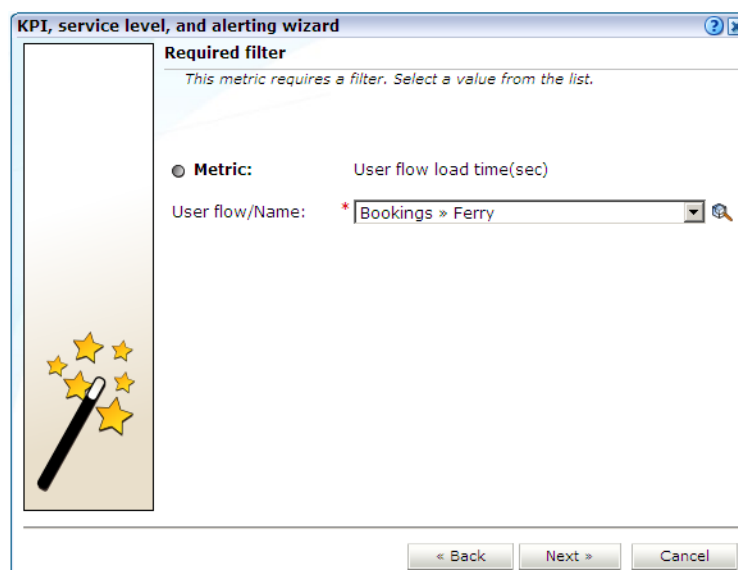 KPI, service level, and alerting wizard
Required filter
This metric requires a filter. Select a value from the list.
Metric: User flow load time(sec)
User flow/Name: * Bookings » Ferry
« Back Next » Cancel